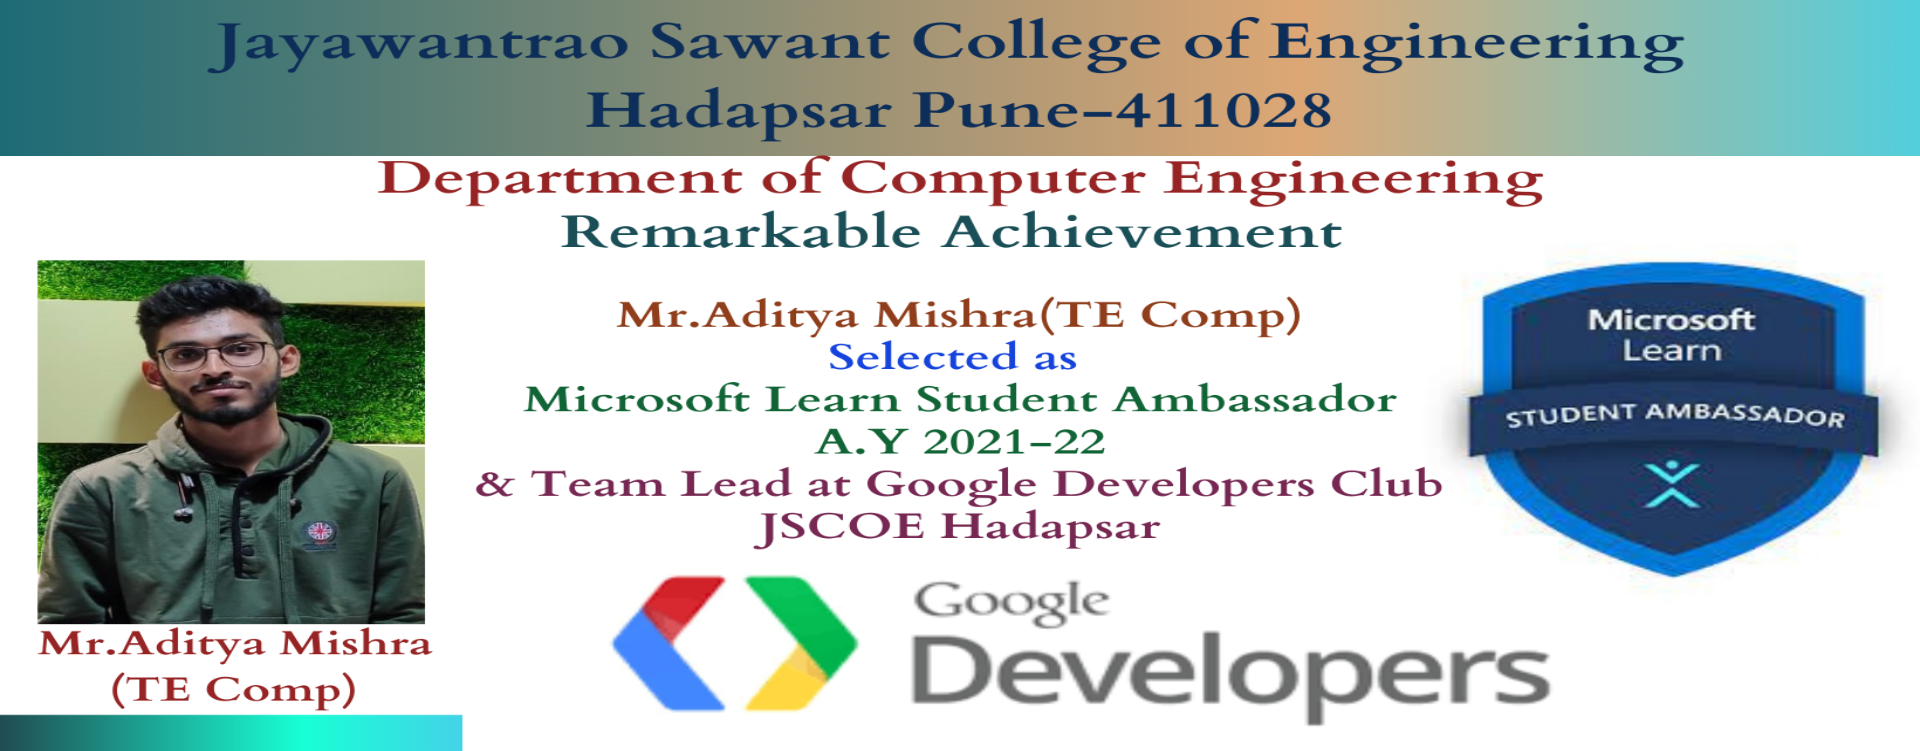 Jayawantrao Sawant College of Engineering
Hadapsar Pune-411028
Department of Computer Engineering
Remarkable Achievement
Mr.Aditya Mishra(TE Comp)
Selected as
Microsoft Learn Student Ambassador
A.Y 2021-22
& Team Lead at Google Developers Club
JSCOE Hadapsar
Microsoft
Learn
STUDENT AMBASSADOR
Mr.Aditya Mishra
(TE Comp)
Google
Developers